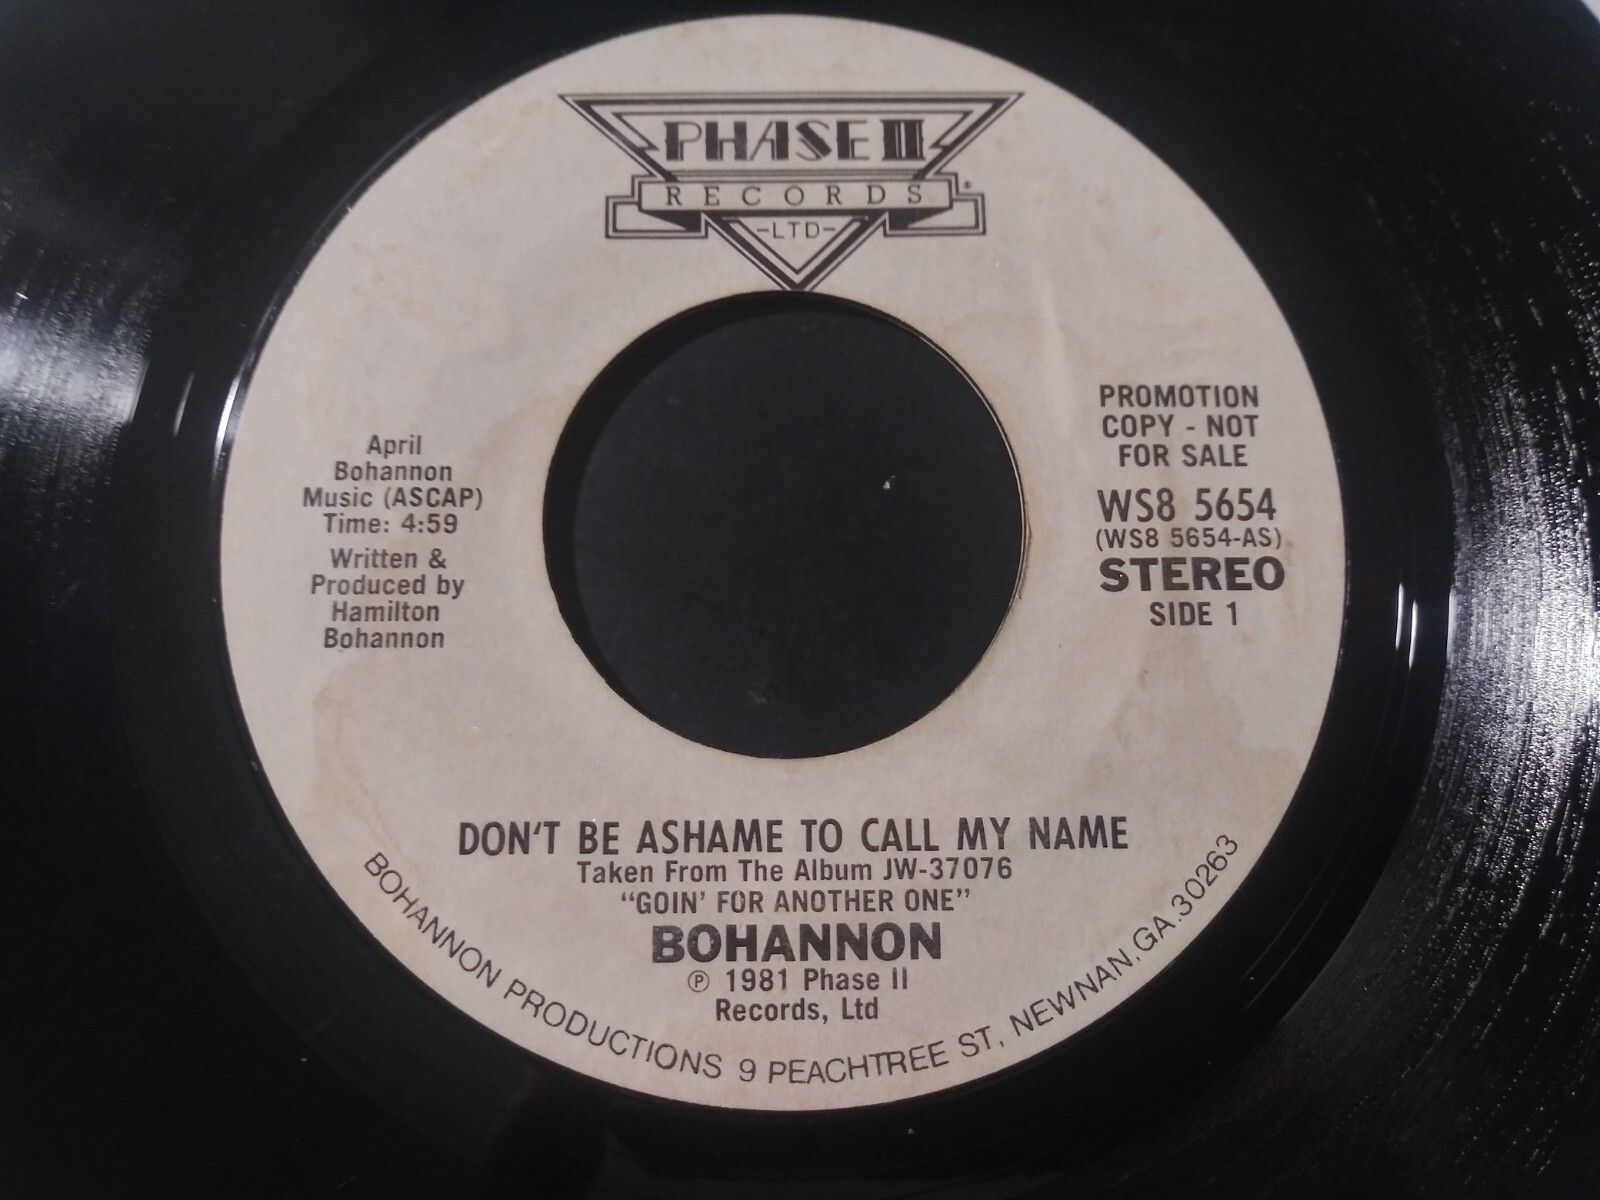 PHASE II
RECORDS
-LTD-
April
Bohannon
Music (ASCAP)
Time: 4:59
Written &
Produced by
Hamilton
Bohannon
PROMOTION
COPY - NOT
FOR SALE
WS8 5654
(WS8 5654-AS)
STEREO
SIDE 1
DON'T BE ASHAME TO CALL MY NAME
Taken From The Album JW-37076
"GOIN' FOR ANOTHER ONE"
BOHANNON
℗ 1981 Phase II
Records, Ltd
BOHANNON PRODUCTIONS 9 PEACHTREE ST, NEWNAN, GA. 30263